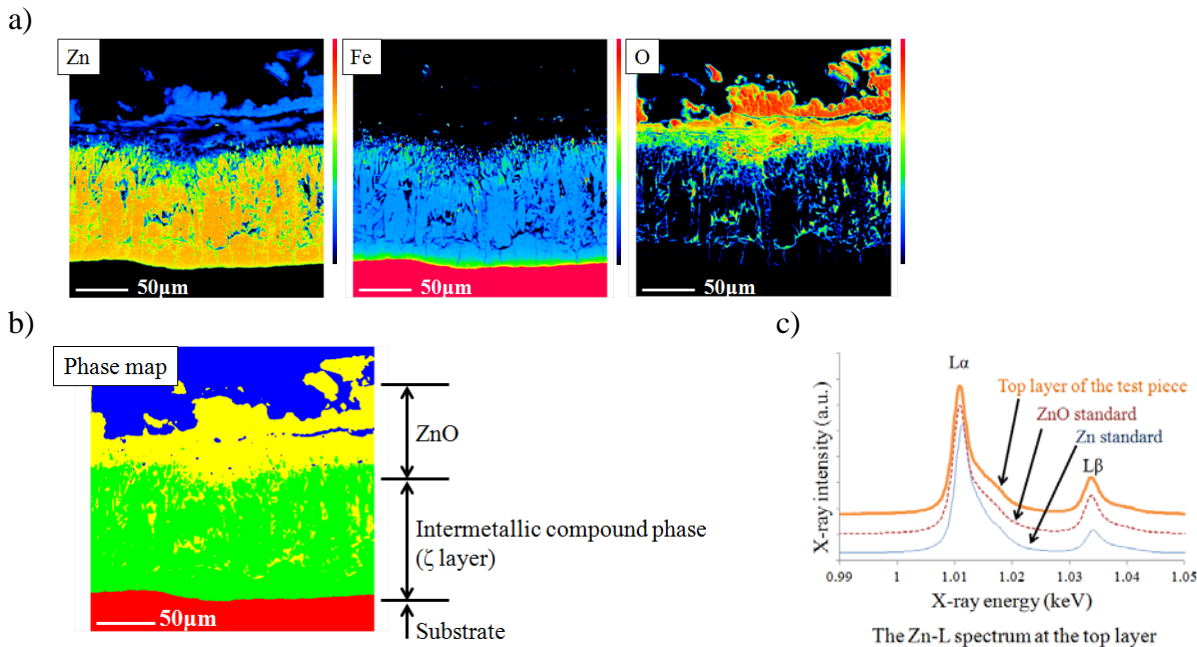 a)
Zn
Fe
O
50µm
50µm
50µm
b)
c)
Phase map
ZnO
Intermetallic compound phase
(ζ layer)
Substrate
50µm
X-ray intensity (a.u.)
Lα
Top layer of the test piece
ZnO standard
Zn standard
Lβ
0.99 1 1.01 1.02 1.03 1.04 1.05
X-ray energy (keV)
The Zn-L spectrum at the top layer